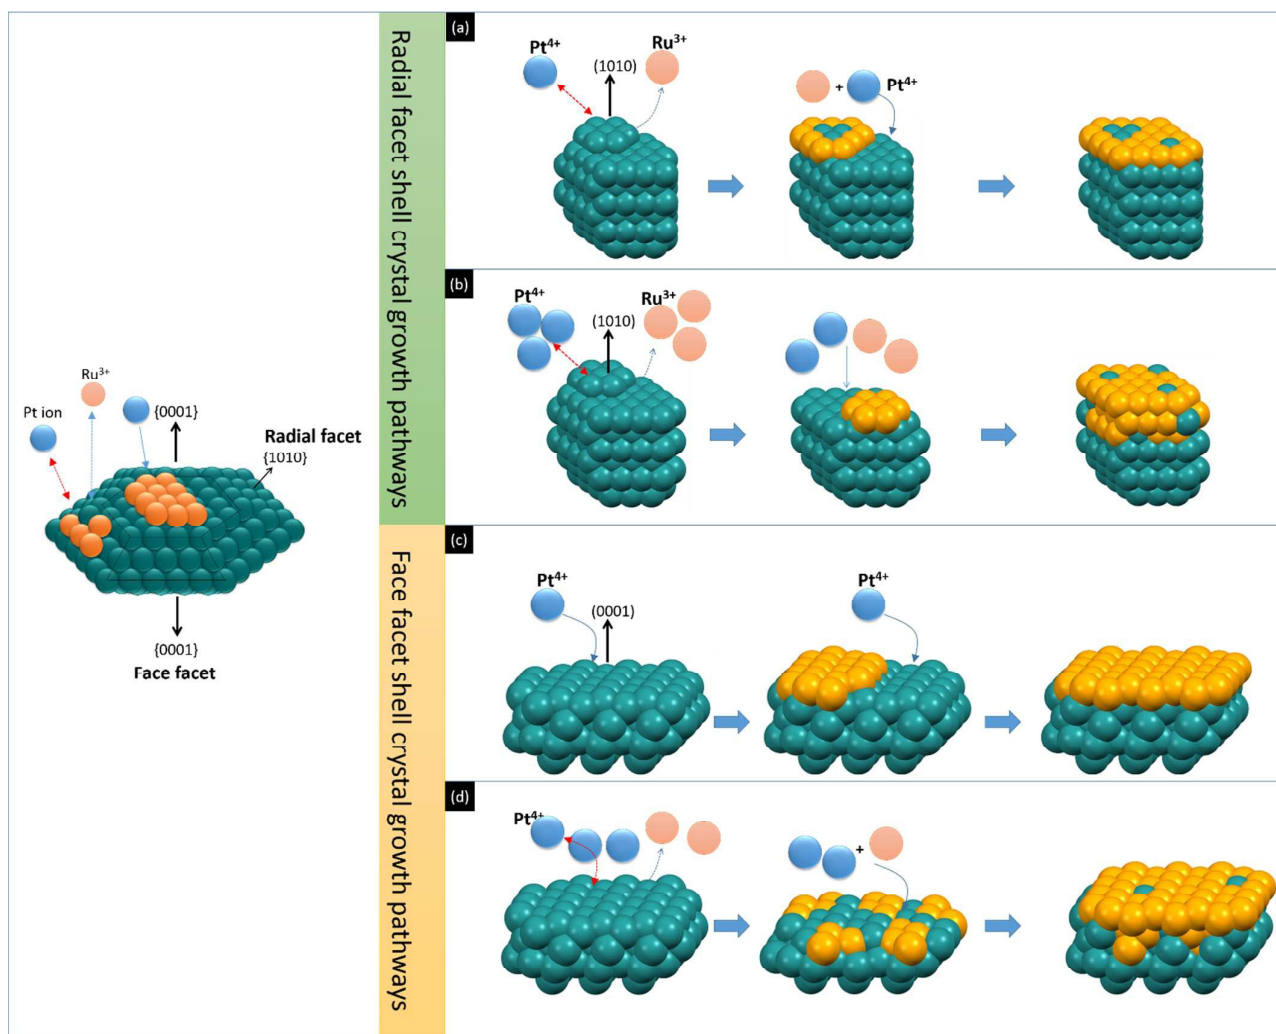 Ru3+
Pt ion
{0001}
Radial facet
{1010}
{0001}
Face facet
Radial facet shell crystal growth pathways
Face facet shell crystal growth pathways
(a)
Pt4+
Ru3+
(1010)
+
Pt4+
(b)
Pt4+
Ru3+
(1010)
(c)
Pt4+
(0001)
Pt4+
(d)
Pt4+
+